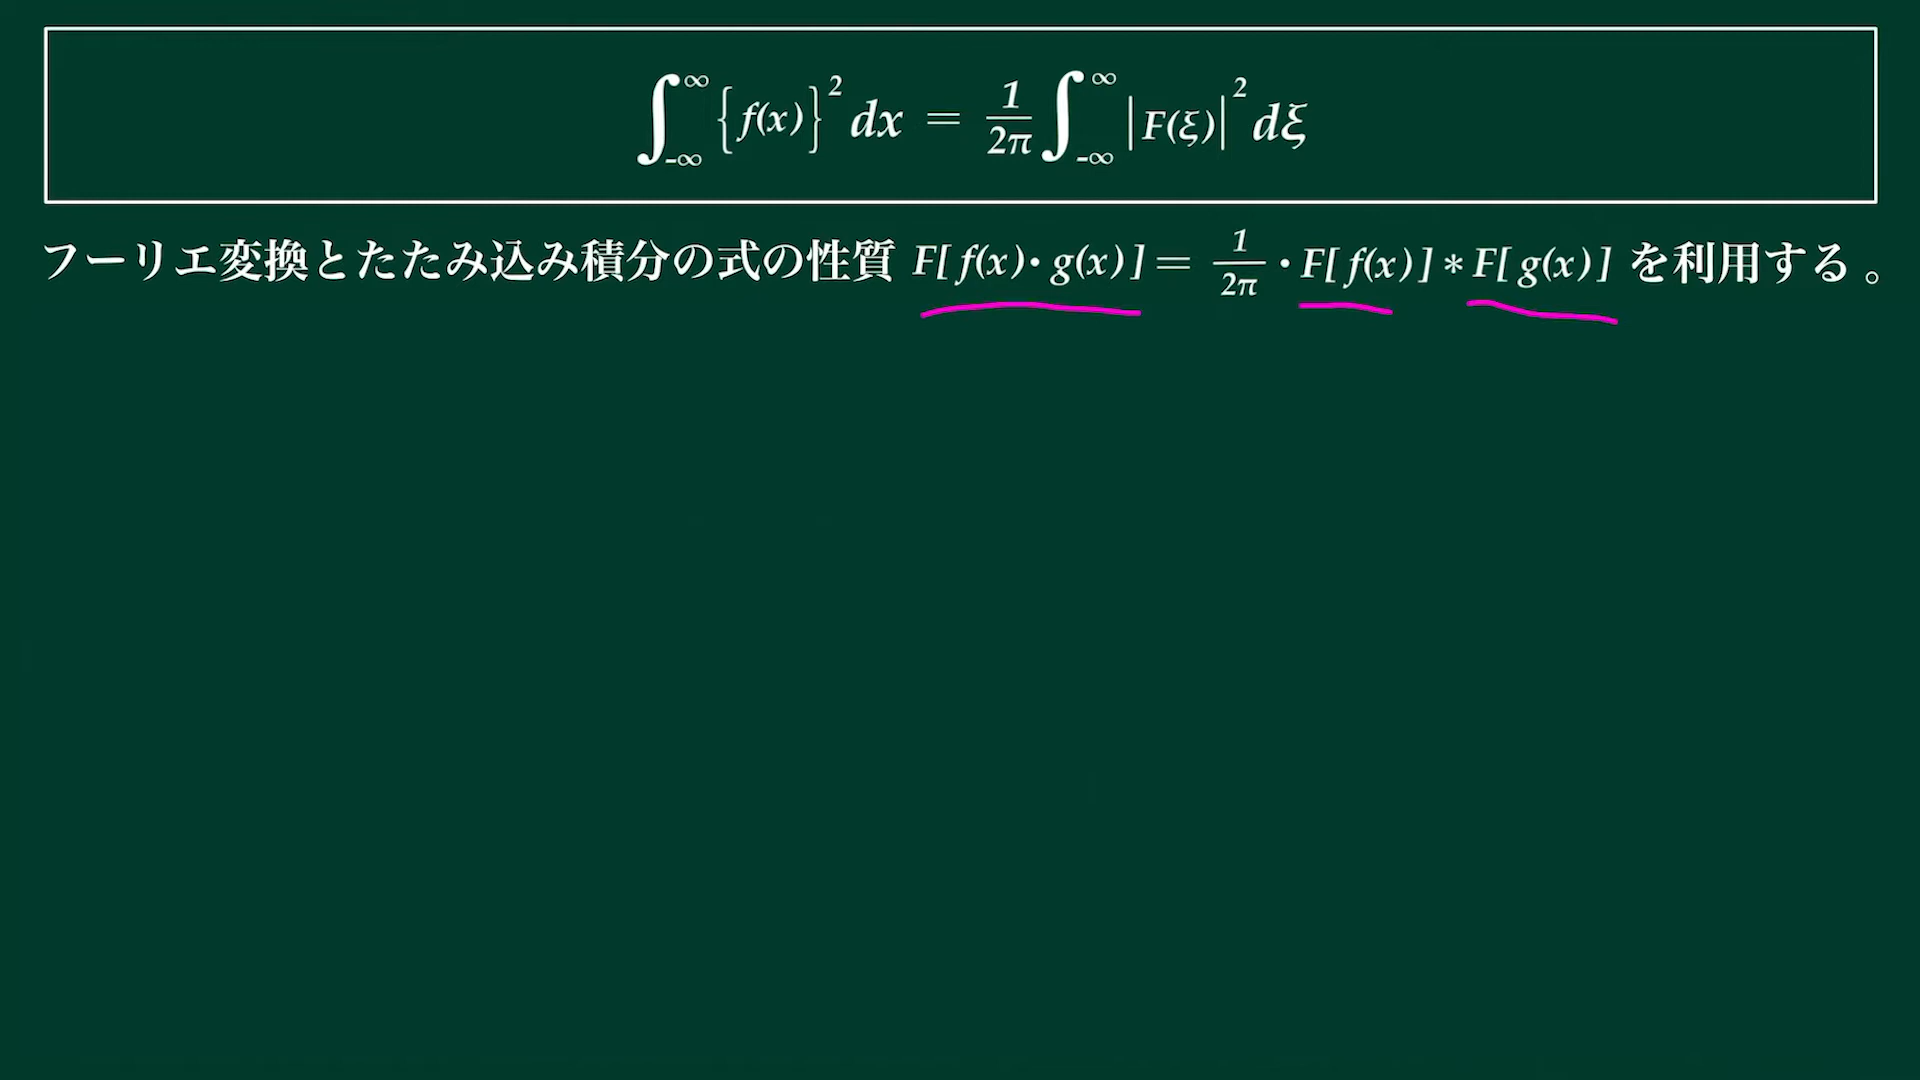 ∫_{-∞}^{∞} {f(x)}² dx = 1/2π ∫_{-∞}^{∞} |F(ξ)|² dξ
フーリエ変換とたたみ込み積分の式の性質 F[f(x)・g(x)] = 1/2π ・F[f(x)] * F[g(x)] を利用する。